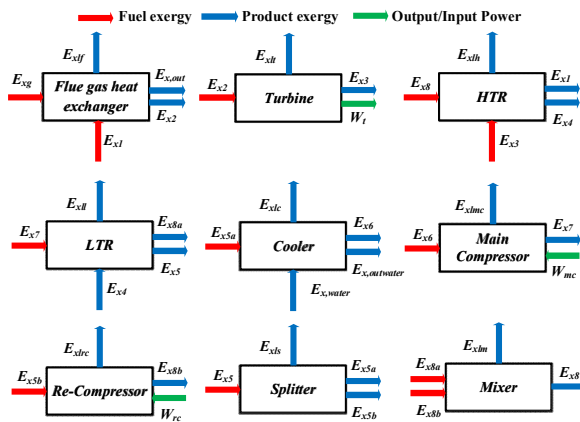 Fuel exergy Product exergy Output/Input Power
Exlf
Exg
Flue gas heat
exchanger
Ex,out
Ex2
Ex1
Exlt
Ex2
Turbine
Ex3
Wt
Exlh
Ex8
HTR
Ex1
Ex4
Ex3
Exll
Ex7
LTR
Ex8a
Ex5
Ex4
Exlc
Ex5a
Cooler
Ex6
Ex,outwater
Ex,water
Exlmc
Ex6
Main
Compressor
Ex7
Wmc
Exlrc
Ex5b
Re-Compressor
Ex8b
Wrc
Exls
Ex5
Splitter
Ex5a
Ex5b
Exlm
Ex8a
Ex8b
Mixer
Ex8